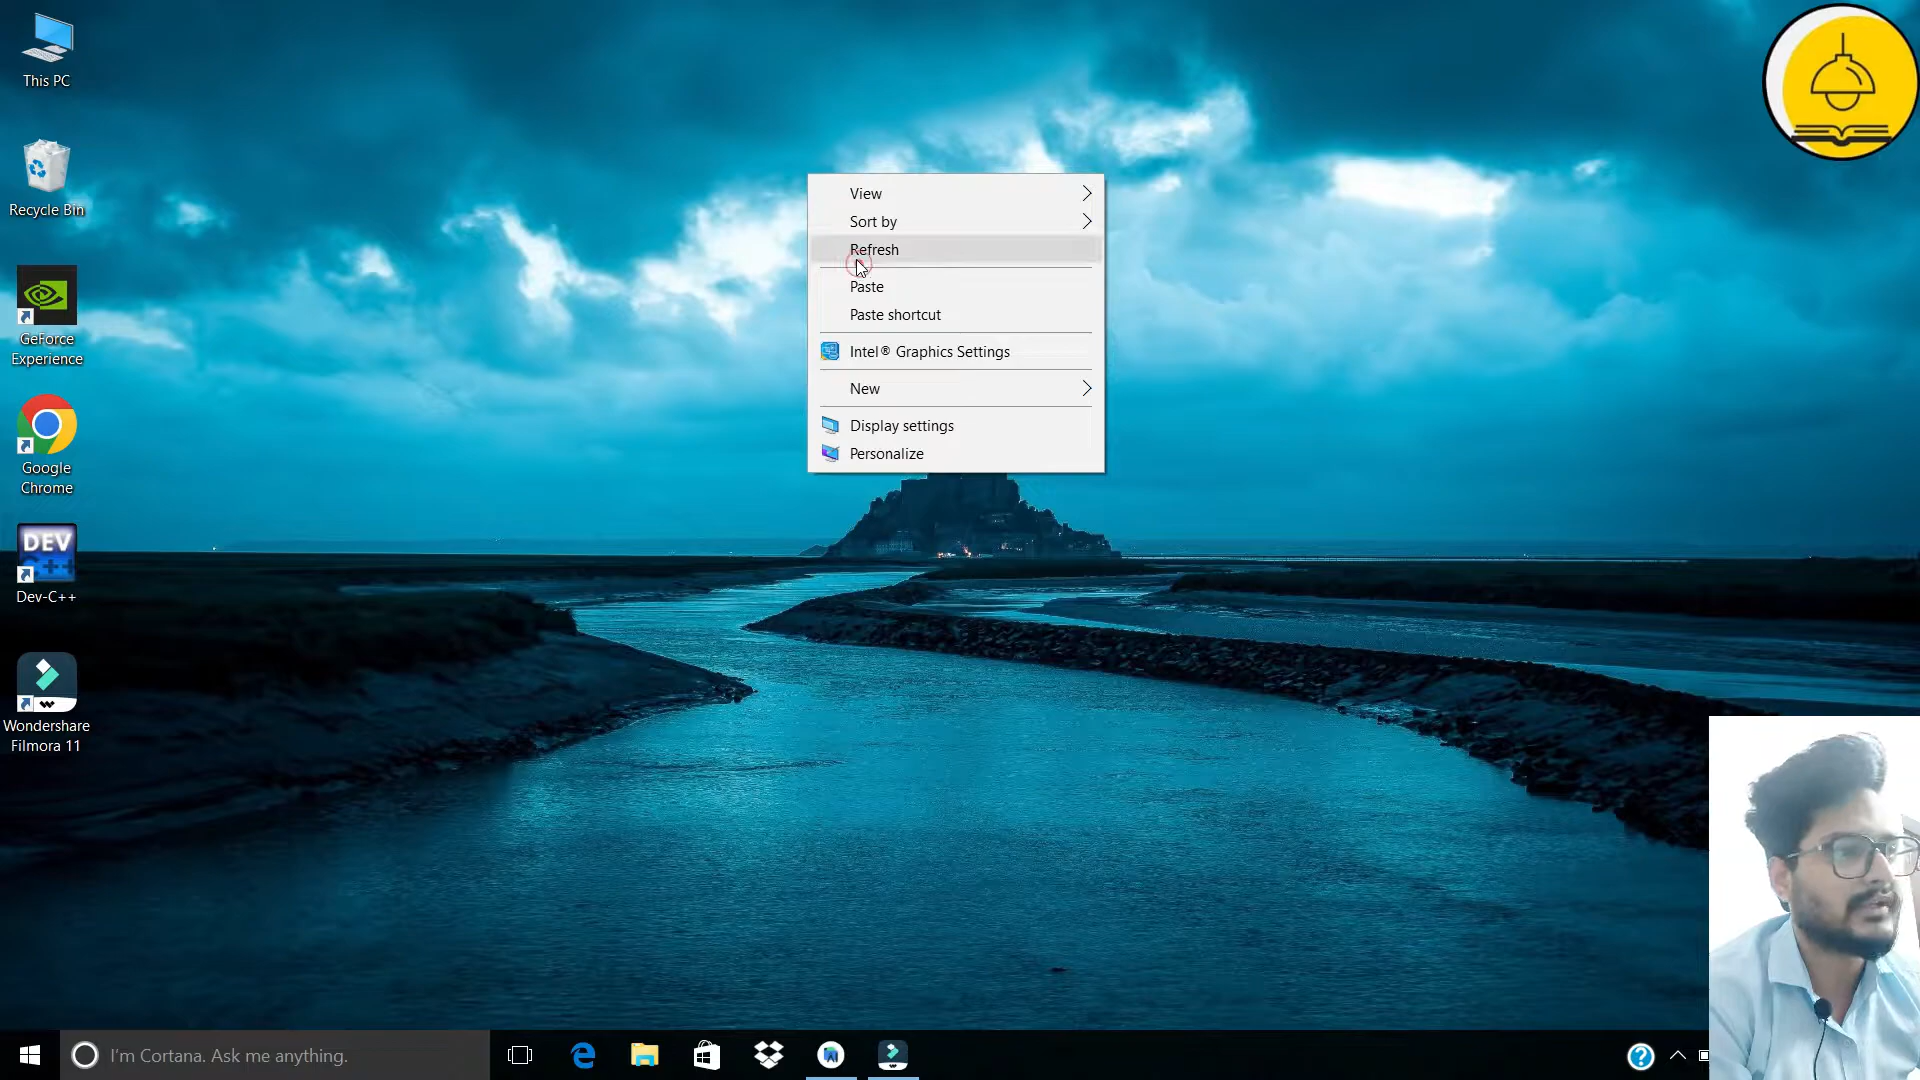 This PC
Recycle Bin
GeForce
Experience
Google
Chrome
DEV
C++
Dev-C++
Wondershare
Filmora 11
View
Sort by
Refresh
Paste
Paste shortcut
Intel® Graphics Settings
New
Display settings
Personalize
I'm Cortana. Ask me anything.